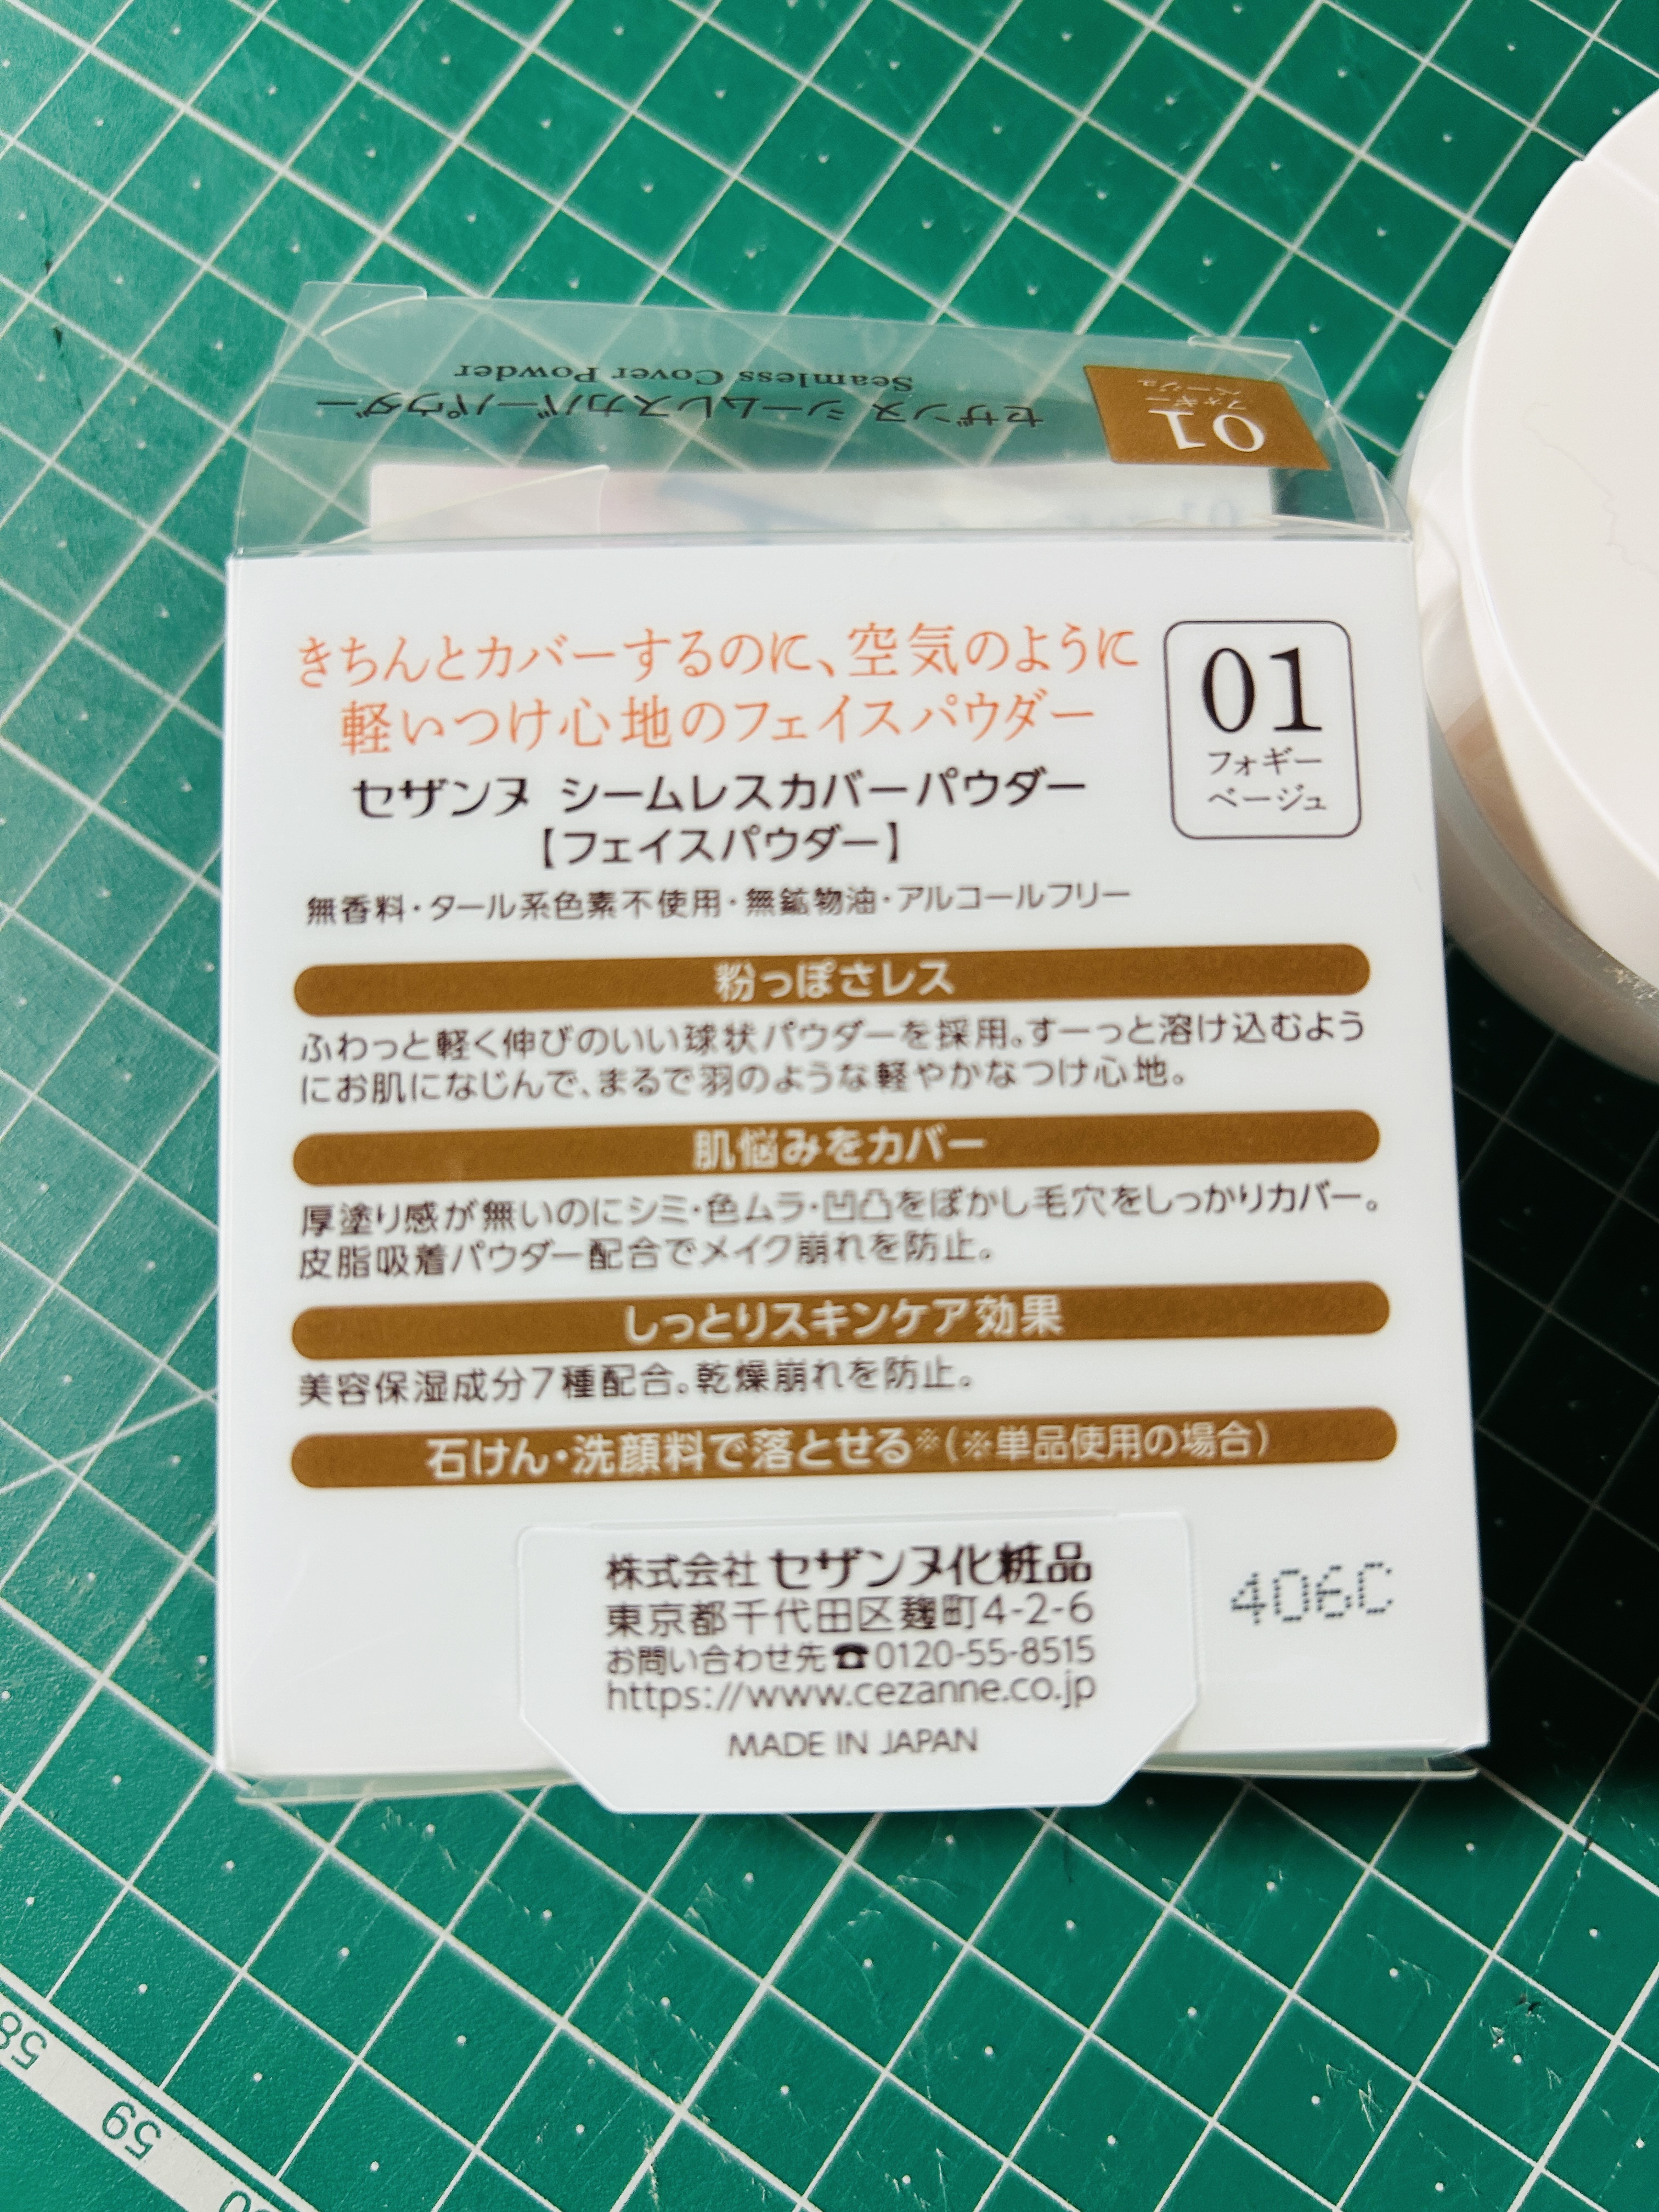 セザンヌ シームレスカバーパウダー
Seamless Cover Powder
01
フォギー
ベージュ
きちんとカバーするのに、空気のように
軽いつけ心地のフェイスパウダー
01
フォギー
ベージュ
セザンヌ シームレスカバーパウダー
【フェイスパウダー】
無香料・タール系色素不使用・無鉱物油・アルコールフリー
粉っぽさレス
ふわっと軽く伸びのいい球状パウダーを採用。すーっと溶け込むよう
にお肌になじんで、まるで羽のような軽やかなつけ心地。
肌悩みをカバー
厚塗り感が無いのにシミ・色ムラ・凹凸をぼかし毛穴をしっかりカバー。
皮脂吸着パウダー配合でメイク崩れを防止。
しっとりスキンケア効果
美容保湿成分7種配合。乾燥崩れを防止。
石けん・洗顔料で落とせる※(※単品使用の場合)
株式会社 セザンヌ化粧品
東京都千代田区麹町4-2-6
お問い合わせ先☎0120-55-8515
https://www.cezanne.co.jp
MADE IN JAPAN
406C
58
59